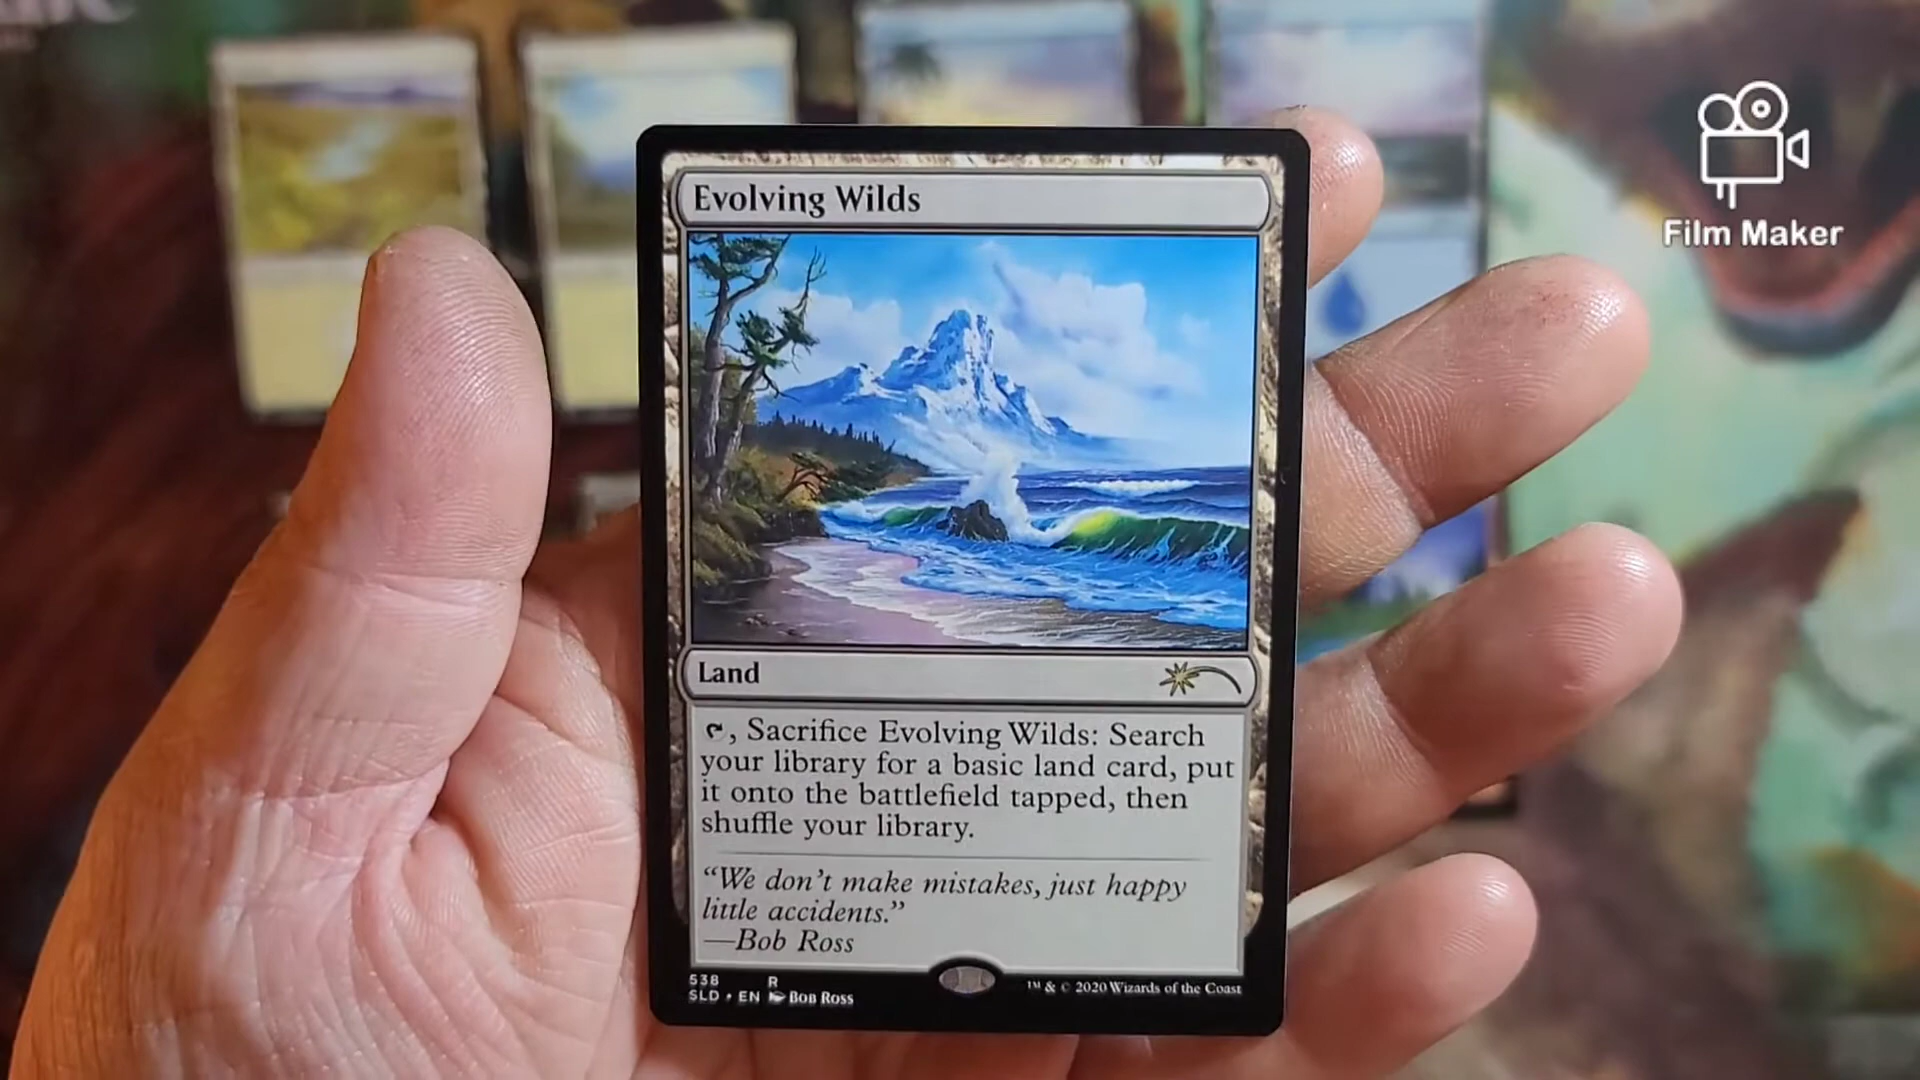 Film Maker
Evolving Wilds
Land
, Sacrifice Evolving Wilds: Search
your library for a basic land card, put
it onto the battlefield tapped, then
shuffle your library.
“We don’t make mistakes, just happy
little accidents.”
—Bob Ross
538 R
SLD • EN Bob Ross
™ & © 2020 Wizards of the Coast